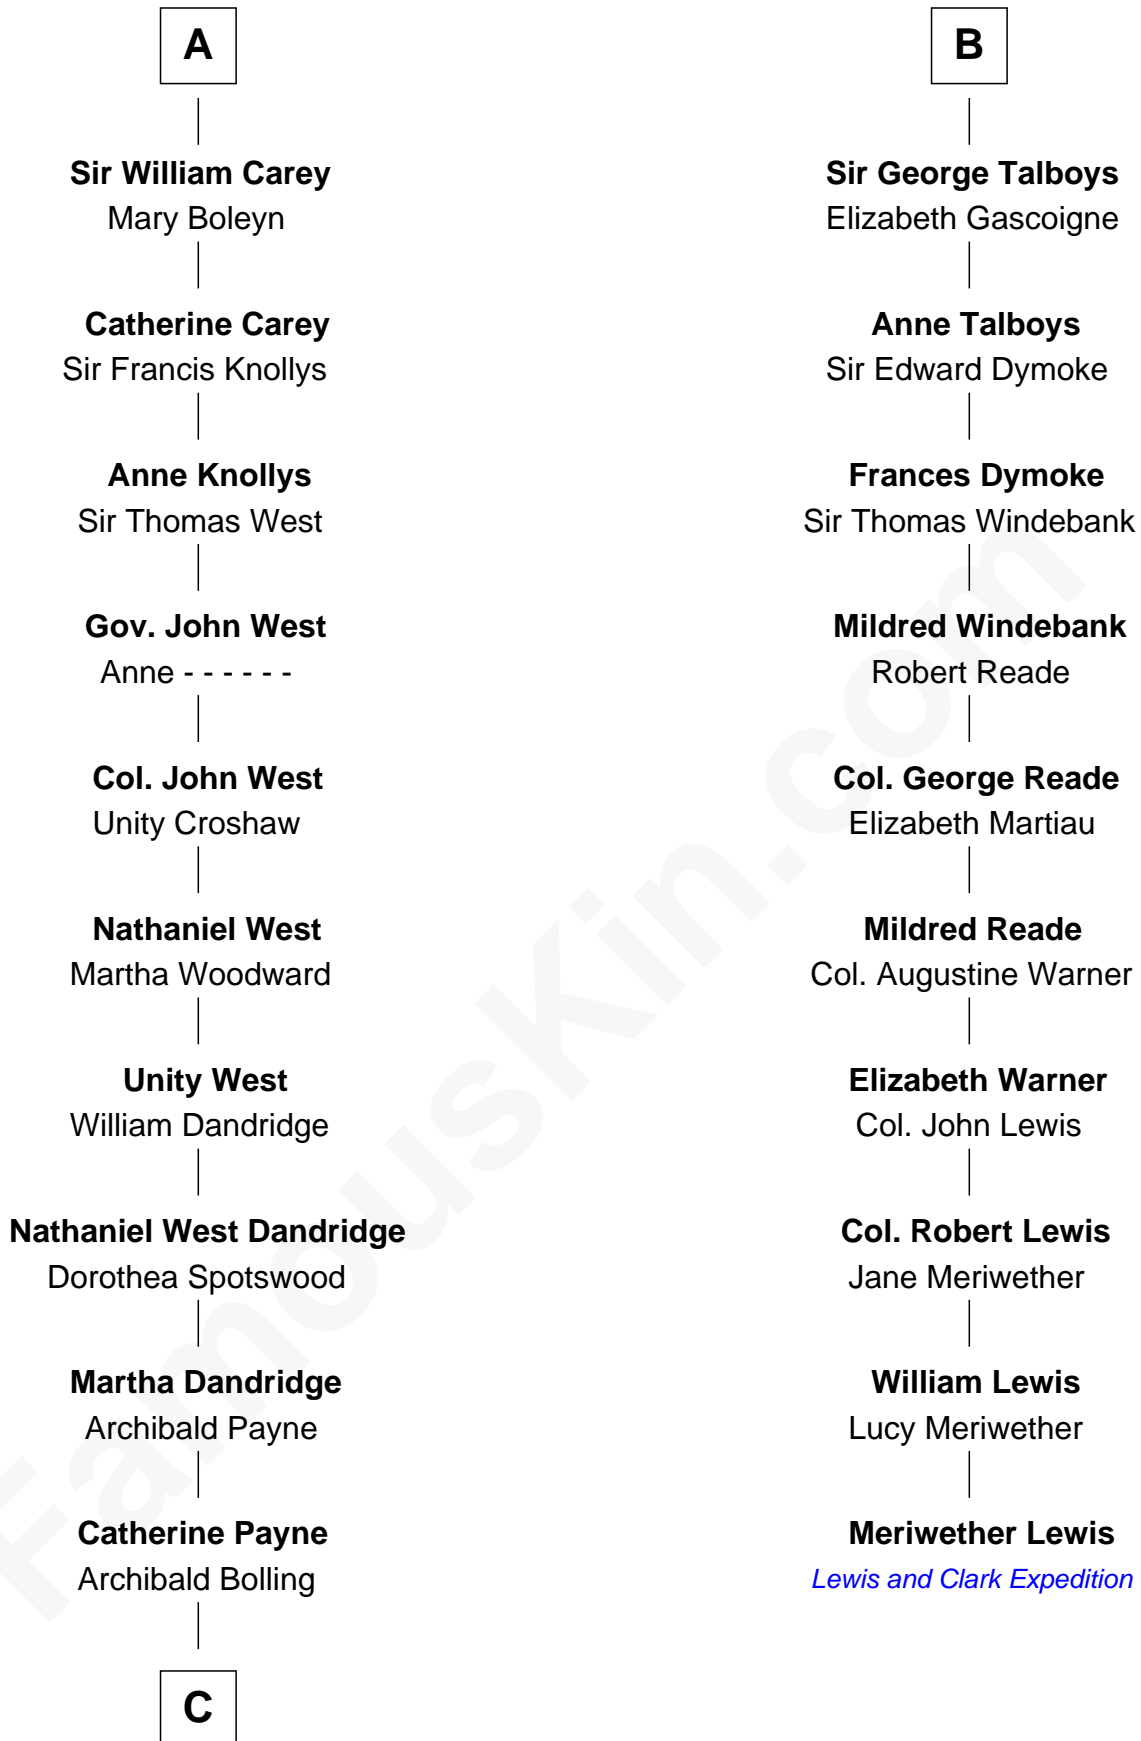 A
Sir William Carey
Mary Boleyn
Catherine Carey
Sir Francis Knollys
Anne Knollys
Sir Thomas West
Gov. John West
Anne - - - - - -
Col. John West
Unity Croshaw
Nathaniel West
Martha Woodward
Unity West
William Dandridge
Nathaniel West Dandridge
Dorothea Spotswood
Martha Dandridge
Archibald Payne
Catherine Payne
Archibald Bolling
C
B
Sir George Talboys
Elizabeth Gascoigne
Anne Talboys
Sir Edward Dymoke
Frances Dymoke
Sir Thomas Windebank
Mildred Windebank
Robert Reade
Col. George Reade
Elizabeth Martiau
Mildred Reade
Col. Augustine Warner
Elizabeth Warner
Col. John Lewis
Col. Robert Lewis
Jane Meriwether
William Lewis
Lucy Meriwether
Meriwether Lewis
Lewis and Clark Expedition
FamousKin.com